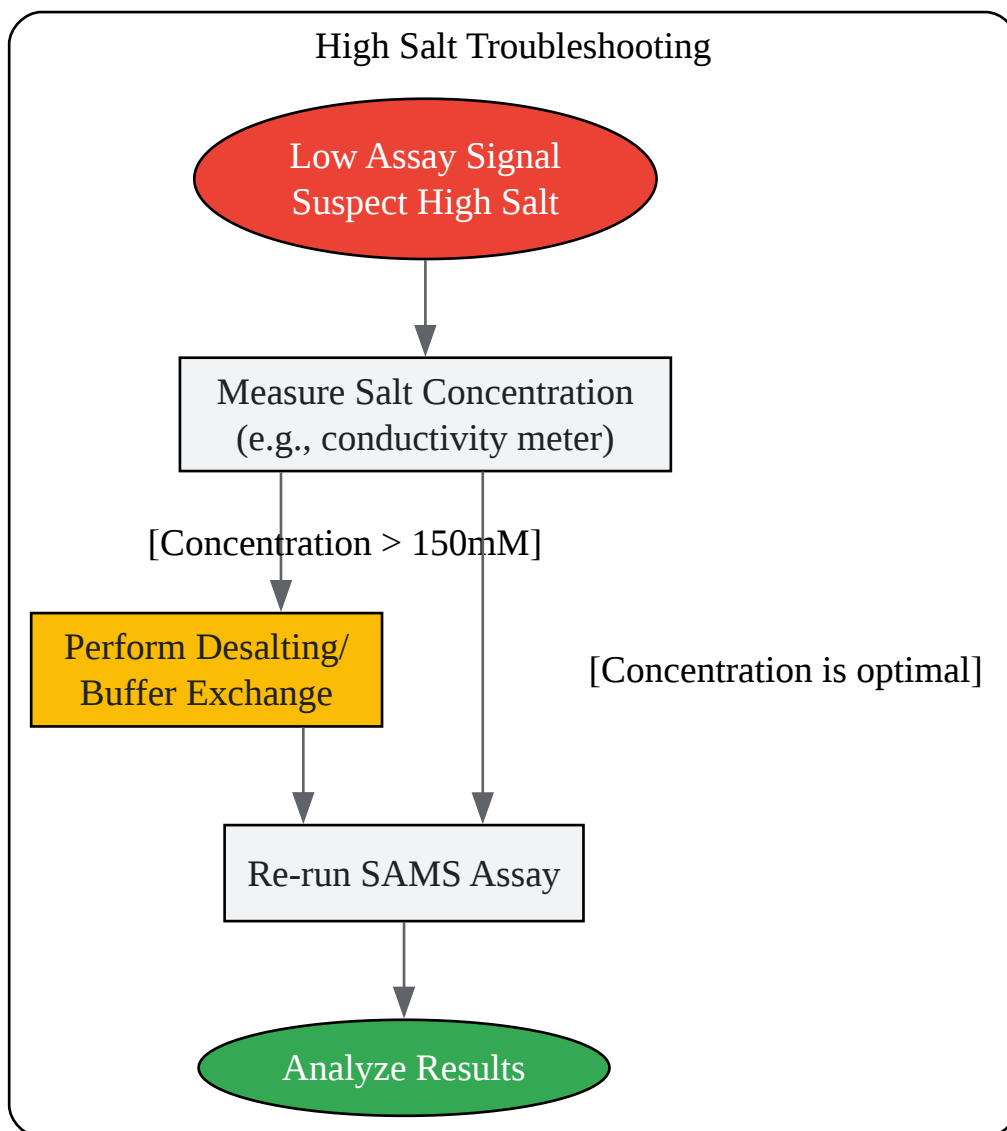 High Salt Troubleshooting
Low Assay Signal
Suspect High Salt
Measure Salt Concentration
(e.g., conductivity meter)
[Concentration > 150mM]
Perform Desalting/
Buffer Exchange
[Concentration is optimal]
Re-run SAMS Assay
Analyze Results